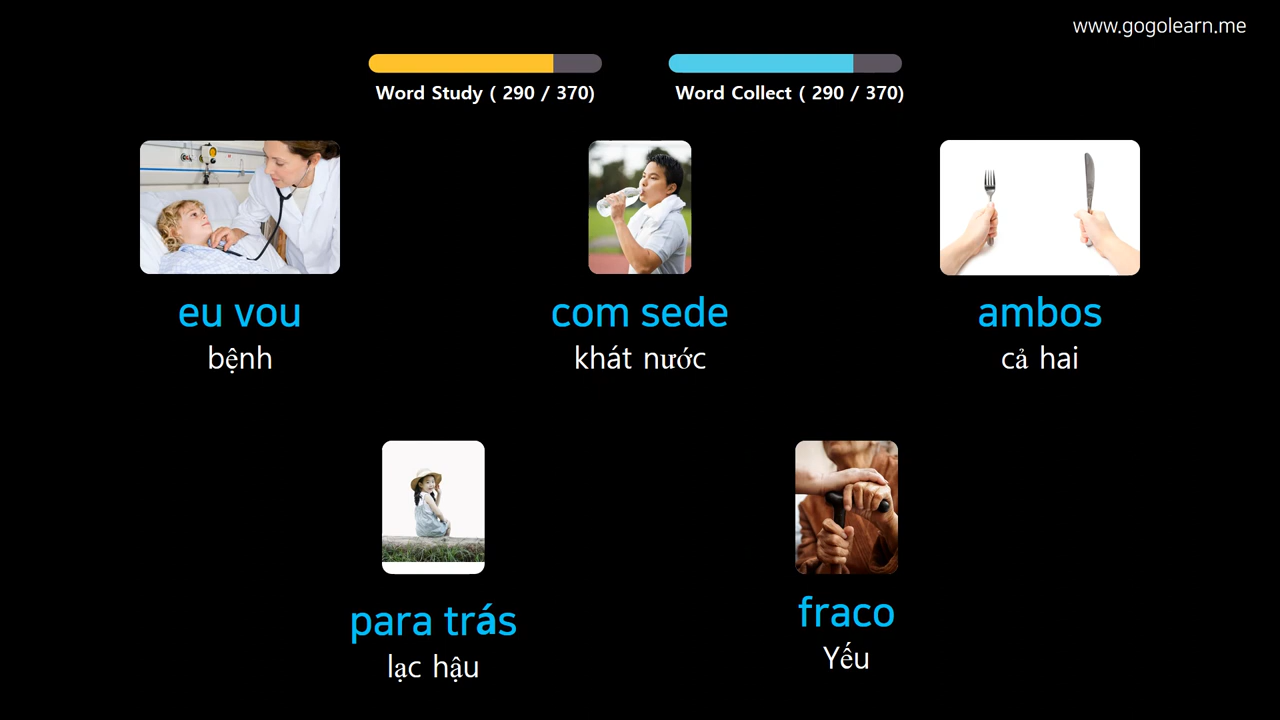 www.gogolearn.me
Word Study ( 290 / 370)
Word Collect ( 290 / 370)
eu vou
bệnh
com sede
khát nước
ambos
cả hai
para trás
lạc hậu
fraco
Yếu